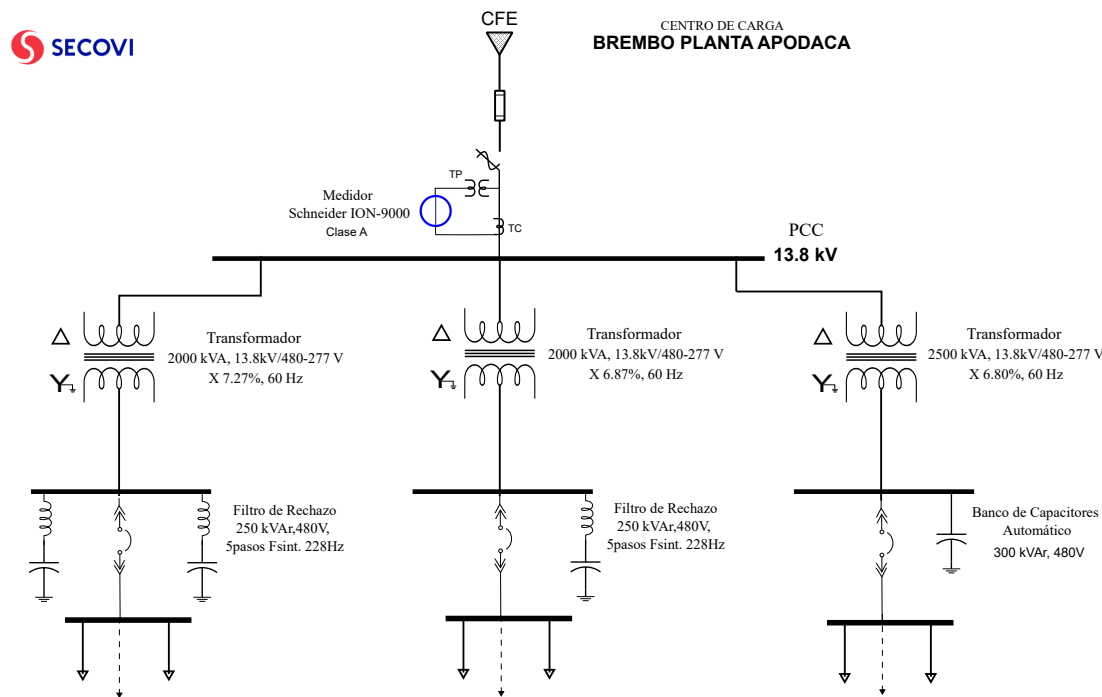 SECOVI
CFE
CENTRO DE CARGA
BREMBO PLANTA APODACA
TP
Medidor
Schneider ION-9000
Clase A
TC
PCC
13.8 kV
Transformador
2000 kVA, 13.8kV/480-277 V
X 7.27%, 60 Hz
Transformador
2000 kVA, 13.8kV/480-277 V
X 6.87%, 60 Hz
Transformador
2500 kVA, 13.8kV/480-277 V
X 6.80%, 60 Hz
Filtro de Rechazo
250 kVAr,480V,
5pasos Fsint. 228Hz
Filtro de Rechazo
250 kVAr,480V,
5pasos Fsint. 228Hz
Banco de Capacitores
Automático
300 kVAr, 480V